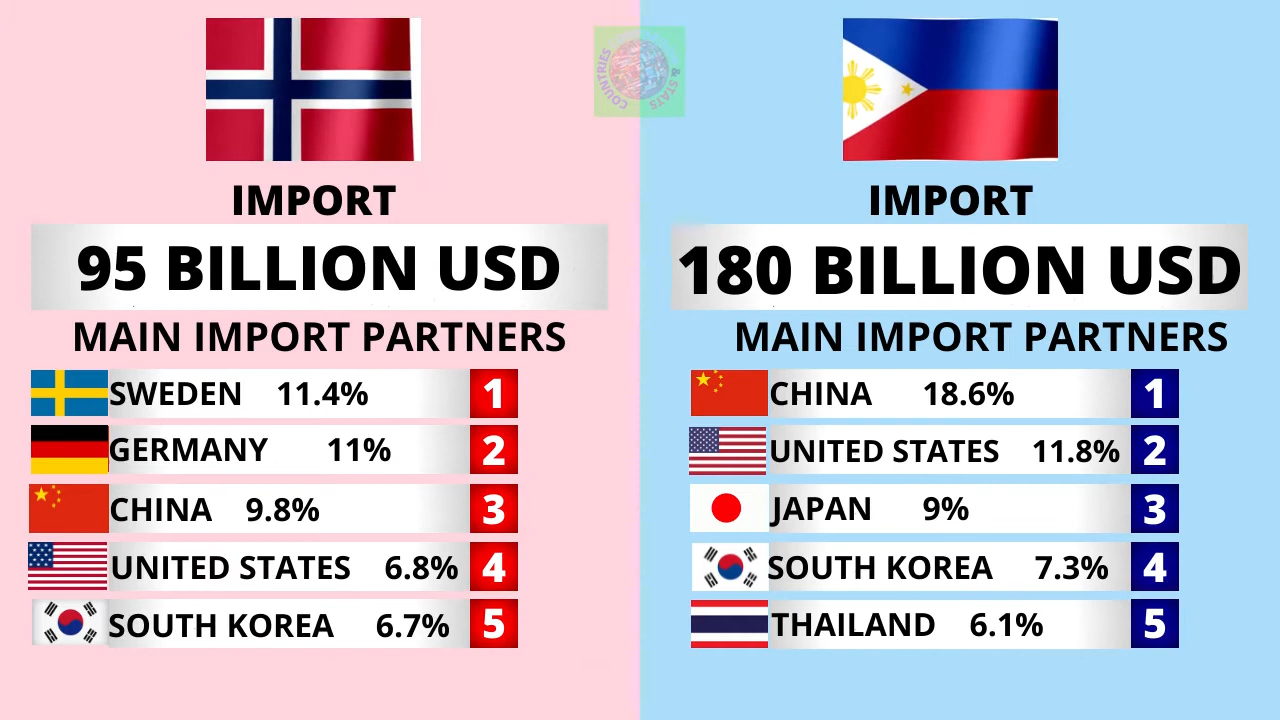 COUNTRIES & STATS
IMPORT
95 BILLION USD
MAIN IMPORT PARTNERS
SWEDEN 11.4% 1
GERMANY 11% 2
CHINA 9.8% 3
UNITED STATES 6.8% 4
SOUTH KOREA 6.7% 5
IMPORT
180 BILLION USD
MAIN IMPORT PARTNERS
CHINA 18.6% 1
UNITED STATES 11.8% 2
JAPAN 9% 3
SOUTH KOREA 7.3% 4
THAILAND 6.1% 5